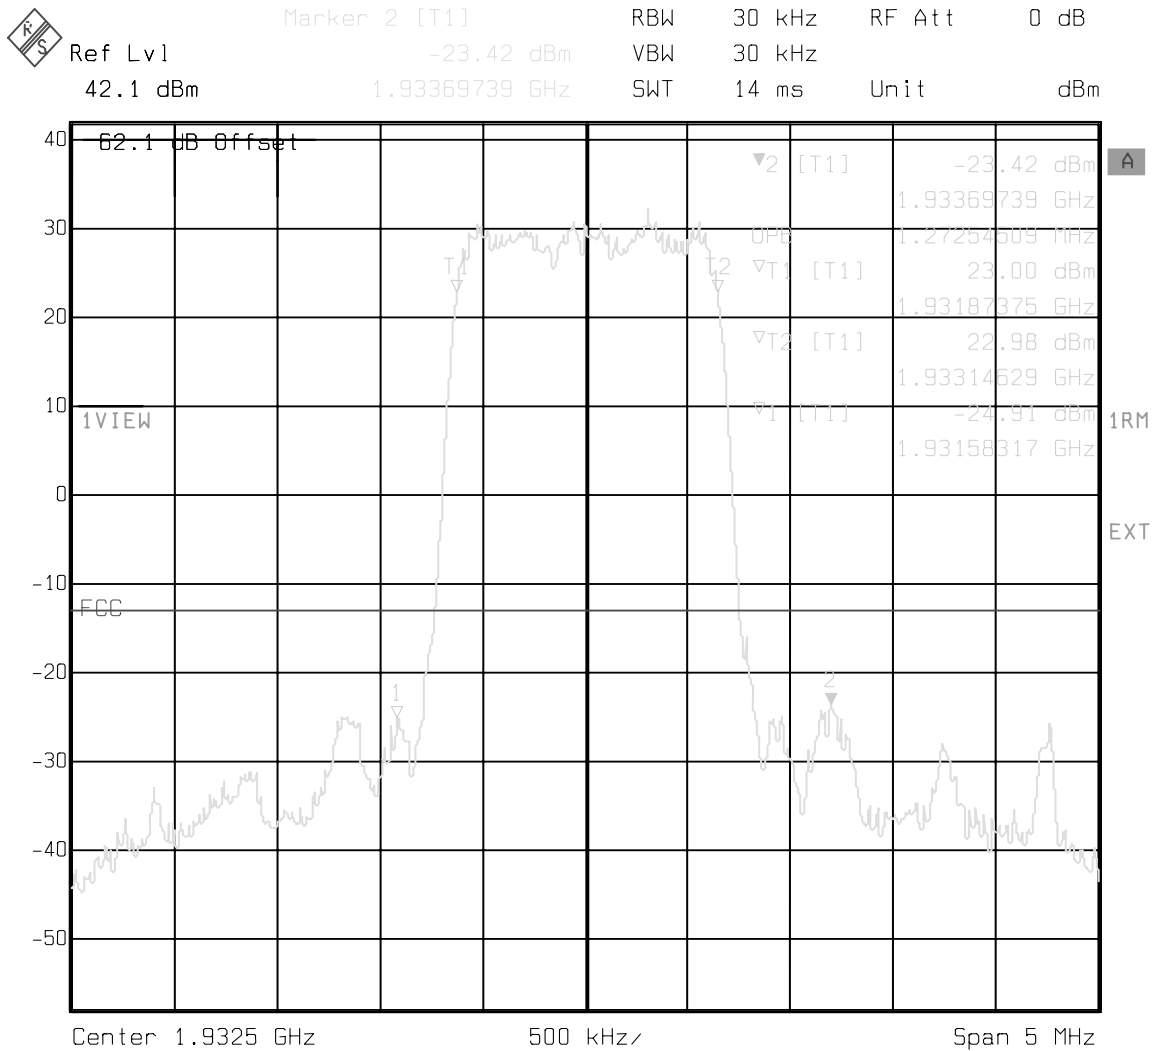 Marker 2 [T1] RBW 30 kHz RF Att 0 dB
Ref Lvl -23.42 dBm VBW 30 kHz
42.1 dBm 1.93369739 GHz SWT 14 ms Unit dBm
R S
40 62.1 dB Offset
▼2 [T1] -23.42 dBm A
1.93369739 GHz
30
OPB 1.27254509 MHz
T1 T2 ▽T1 [T1] 23.00 dBm
1.93187375 GHz
20
▽T2 [T1] 22.98 dBm
1.93314629 GHz
10
▽1 [T1] -24.91 dBm
1VIEW 1RM
1.93158317 GHz
0
EXT
-10
FCC
-20
1 2
-30
-40
-50
Center 1.9325 GHz 500 kHz/ Span 5 MHz